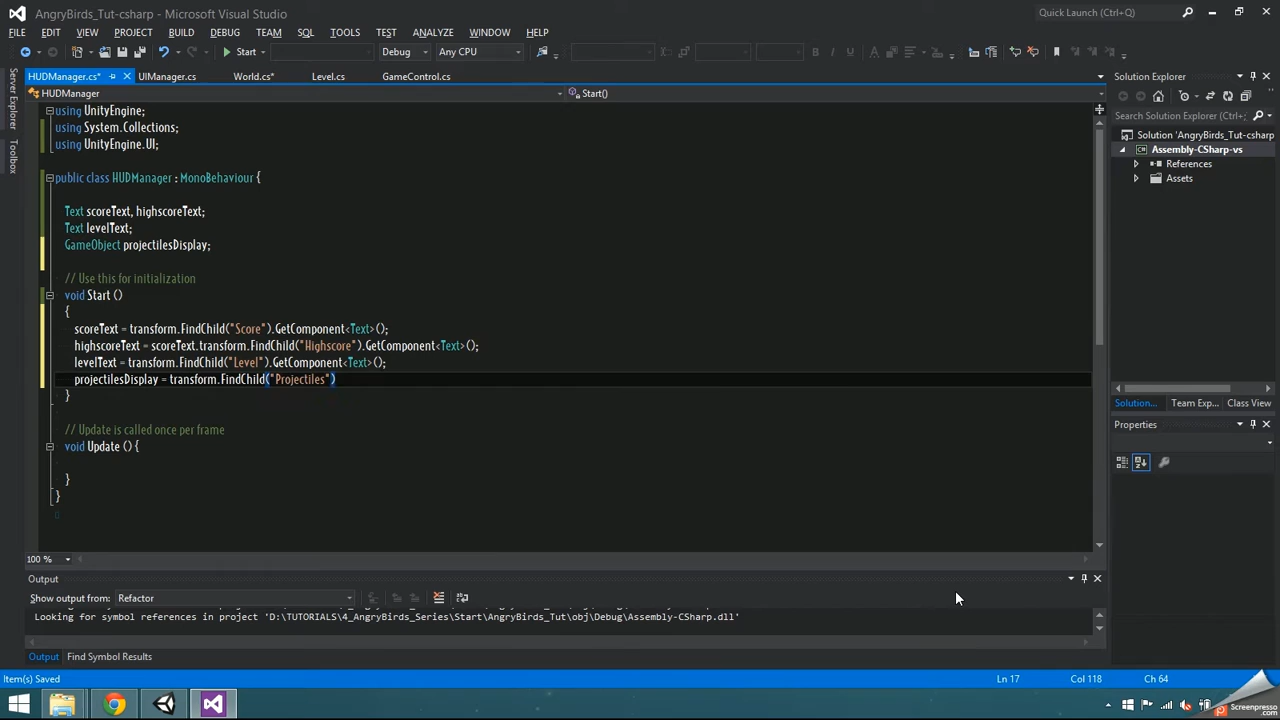 AngryBirds_Tut-csharp - Microsoft Visual Studio
Quick Launch (Ctrl+Q)
FILE EDIT VIEW PROJECT BUILD DEBUG TEAM SQL TOOLS TEST ANALYZE WINDOW HELP
Start Debug Any CPU
HUDManager.cs* UIManager.cs World.cs* Level.cs GameControl.cs
Solution Explorer
HUDManager Start()
Server Explorer
Toolbox
using UnityEngine;
using System.Collections;
using UnityEngine.UI;
public class HUDManager : MonoBehaviour {
Text scoreText, highscoreText;
Text levelText;
GameObject projectilesDisplay;
// Use this for initialization
void Start ()
{
scoreText = transform.FindChild("Score").GetComponent<Text>();
highscoreText = scoreText.transform.FindChild("Highscore").GetComponent<Text>();
levelText = transform.FindChild("Level").GetComponent<Text>();
projectilesDisplay = transform.FindChild("Projectiles")
}
// Update is called once per frame
void Update () {
}
}
100 %
Search Solution Explorer (Ctrl+;
Solution 'AngryBirds_Tut-csharp'
Assembly-CSharp-vs
References
Assets
Solution... Team Exp... Class View
Properties
Output
Show output from: Refactor
Looking for symbol references in project 'D:\TUTORIALS\4_AngryBirds_Series\Start\AngryBirds_Tut\obj\Debug\Assembly-CSharp.dll'
Output Find Symbol Results
Item(s) Saved Ln 17 Col 118 Ch 64
Screenpresso
.com